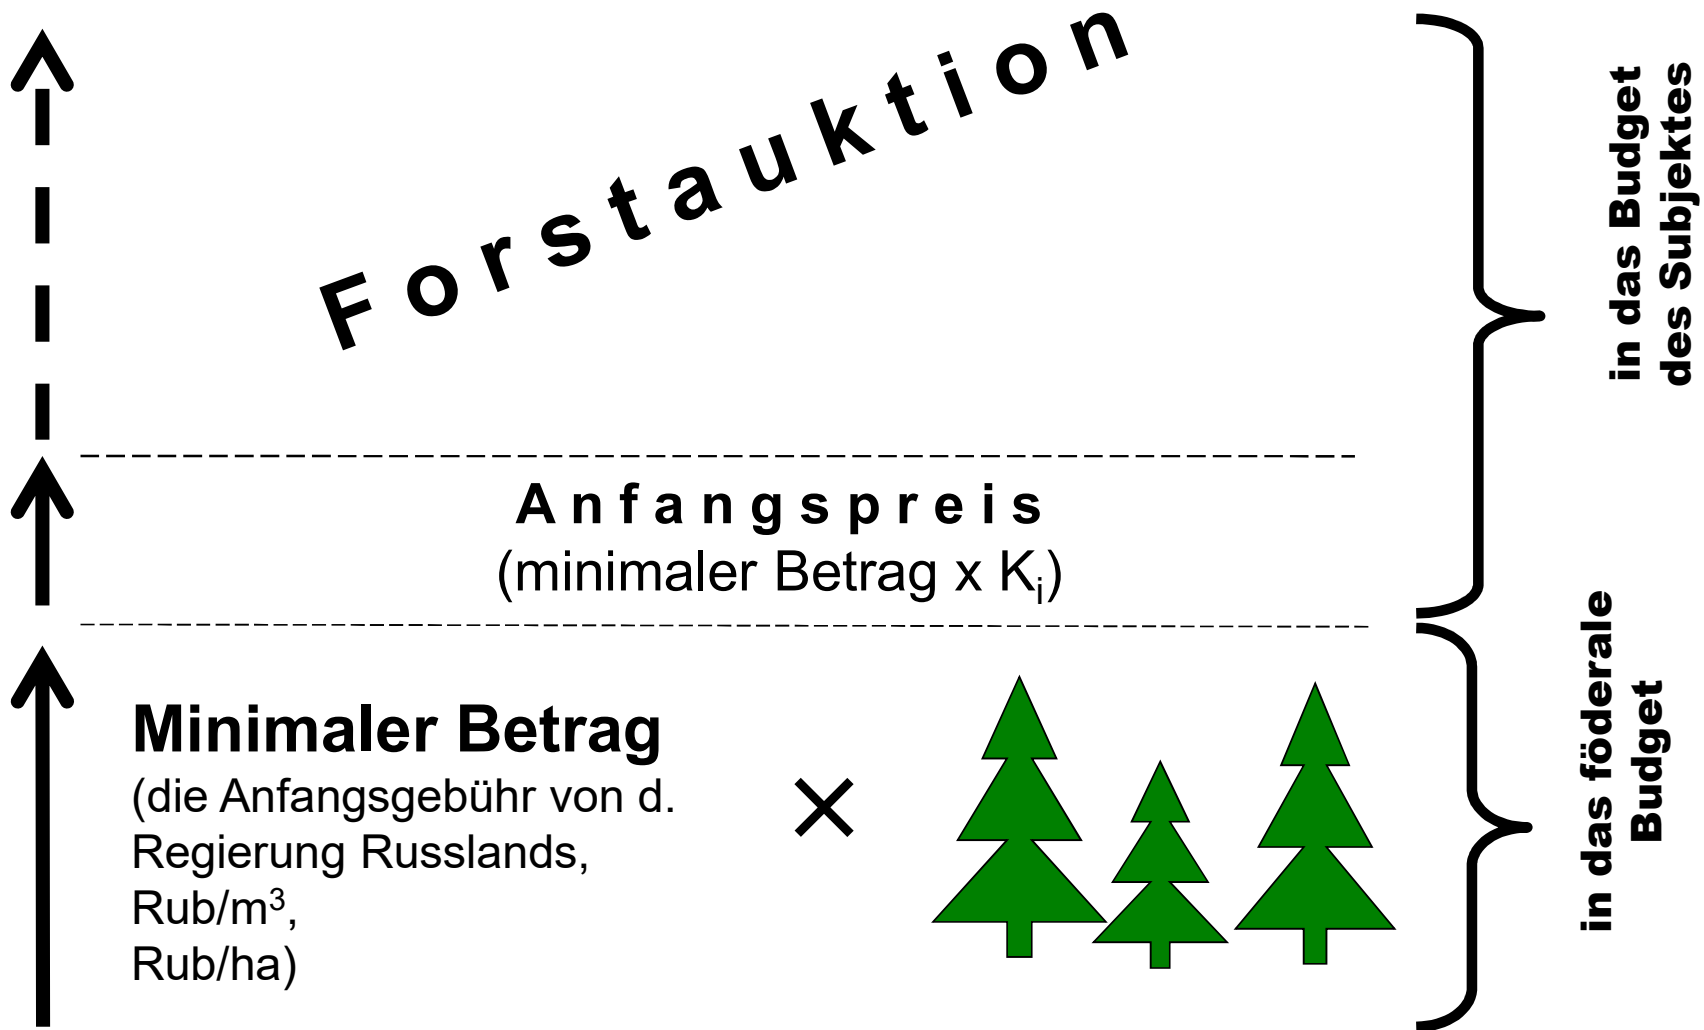 Forstauktion
in das Budget
des Subjektes
Anfangspreis
(minimaler Betrag x Kᵢ)
Minimaler Betrag
(die Anfangsgebühr von d.
Regierung Russlands,
Rub/m³,
Rub/ha)
×
in das föderale
Budget